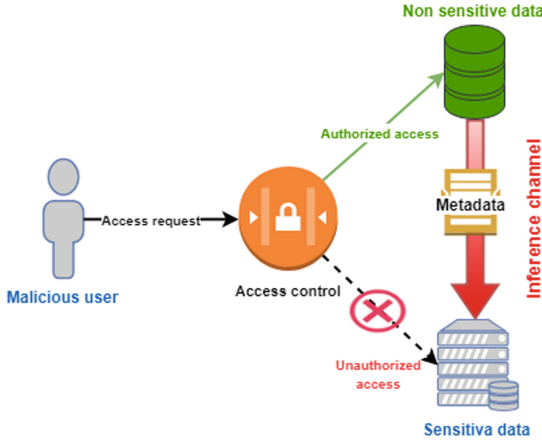 Non sensitive data
Authorized access
Inference channel
Metadata
Access request
Malicious user
Access control
Unauthorized
access
Sensitiva data